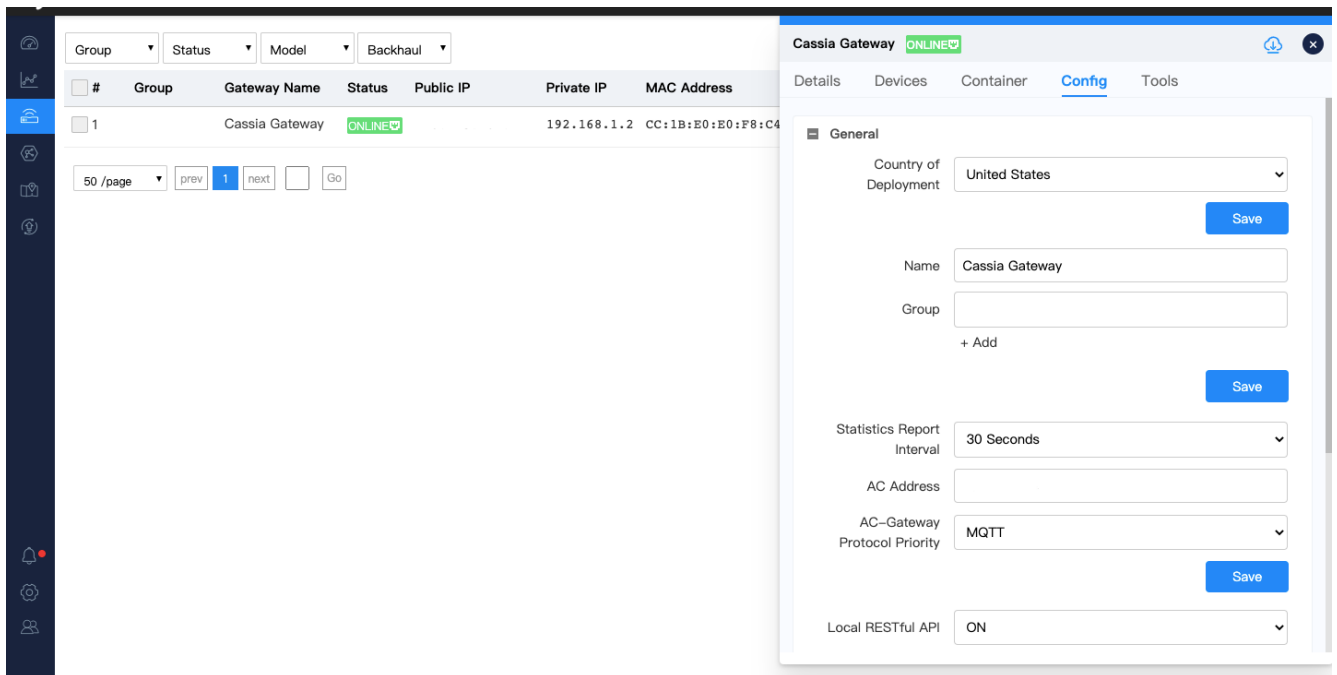 Group Status Model Backhaul
# Group Gateway Name Status Public IP Private IP MAC Address
1 Cassia Gateway ONLINE 192.168.1.2 CC:1B:E0:E0:F8:C4
50 /page prev 1 next Go
Cassia Gateway ONLINE
Details Devices Container Config Tools
General
Country of
Deployment
United States
Save
Name Cassia Gateway
Group
+ Add
Save
Statistics Report
Interval
30 Seconds
AC Address
AC-Gateway
Protocol Priority
MQTT
Save
Local RESTful API ON